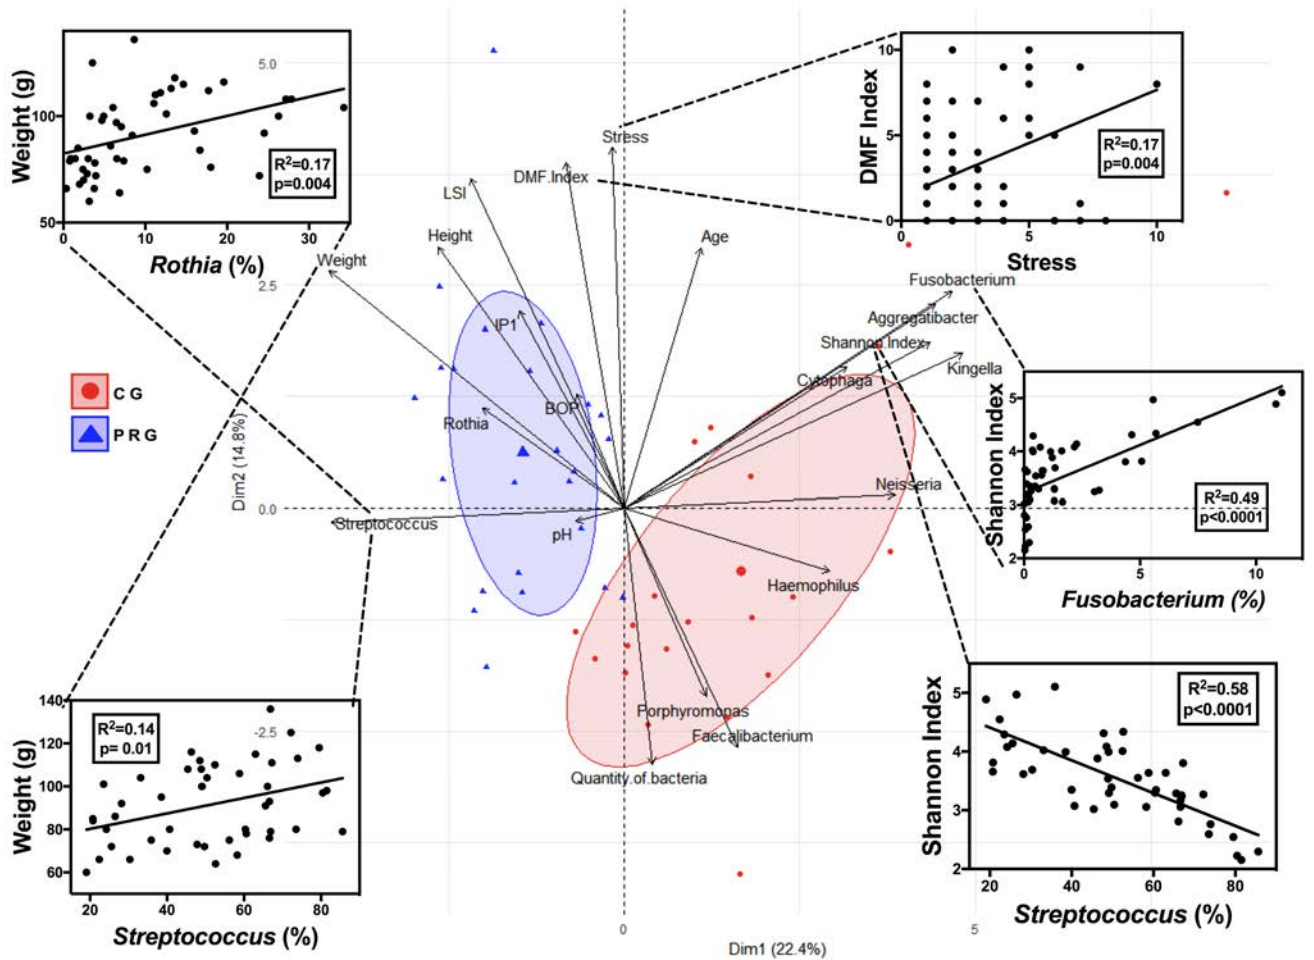 Weight (g)
100
50
5.0
R²=0.17
p=0.004
0
10
20
30
Rothia (%)
DMF Index
10
5
0
R²=0.17
p=0.004
0
5
10
Stress
Stress
DMF.Index
LSI
Height
Weight
Age
Fusobacterium
Aggregatibacter
Shannon.Index
Kingella
Cytophaga
IP1
BOP
Rothia
Neisseria
Streptococcus
pH
Haemophilus
Porphyromonas
Faecalibacterium
Quantity.of.bacteria
C G
P R G
2.5
0.0
Dim2 (14.8%)
0
5
Dim1 (22.4%)
Shannon Index
5
4
3
2
R²=0.49
p<0.0001
0
5
10
Fusobacterium (%)
Weight (g)
140
120
100
80
60
R²=0.14
p= 0.01
-2.5
20
40
60
80
Streptococcus (%)
Shannon Index
5
4
3
2
R²=0.58
p<0.0001
20
40
60
80
Streptococcus (%)